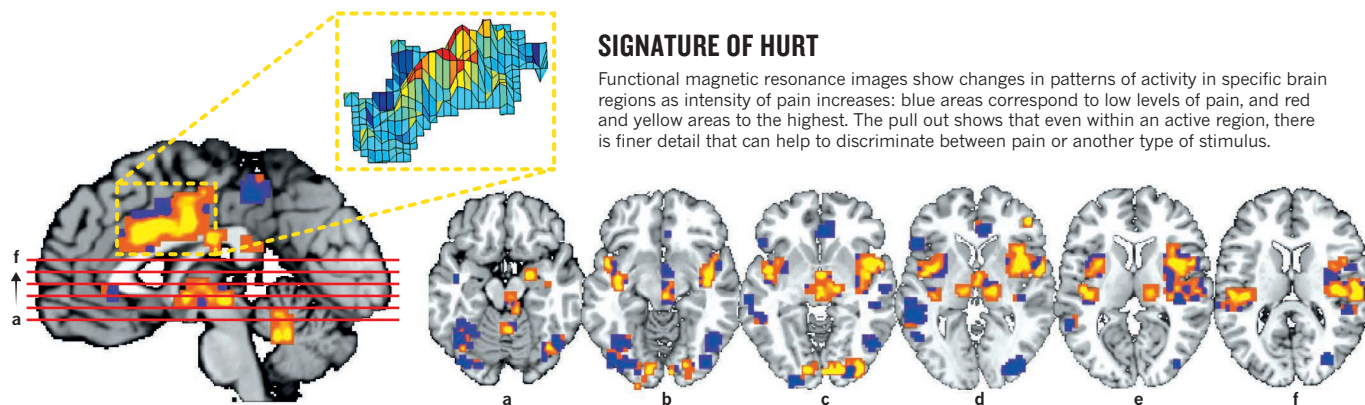 SIGNATURE OF HURT
Functional magnetic resonance images show changes in patterns of activity in specific brain
regions as intensity of pain increases: blue areas correspond to low levels of pain, and red
and yellow areas to the highest. The pull out shows that even within an active region, there
is finer detail that can help to discriminate between pain or another type of stimulus.
f
a
a
b
c
d
e
f